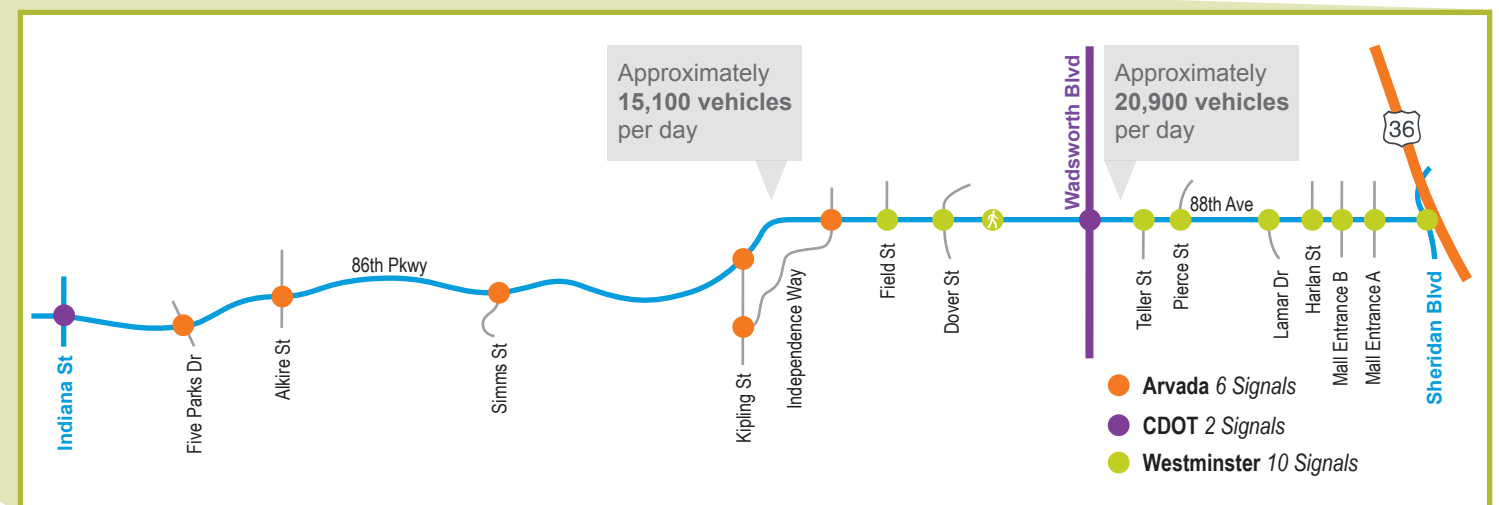 Approximately
15,100 vehicles
per day
Wadsworth Blvd
Approximately
20,900 vehicles
per day
36
88th Ave
86th Pkwy
Indiana St
Five Parks Dr
Alkire St
Simms St
Kipling St
Independence Way
Field St
Dover St
Teller St
Pierce St
Lamar Dr
Harlan St
Mall Entrance B
Mall Entrance A
Sheridan Blvd
Arvada 6 Signals
CDOT 2 Signals
Westminster 10 Signals